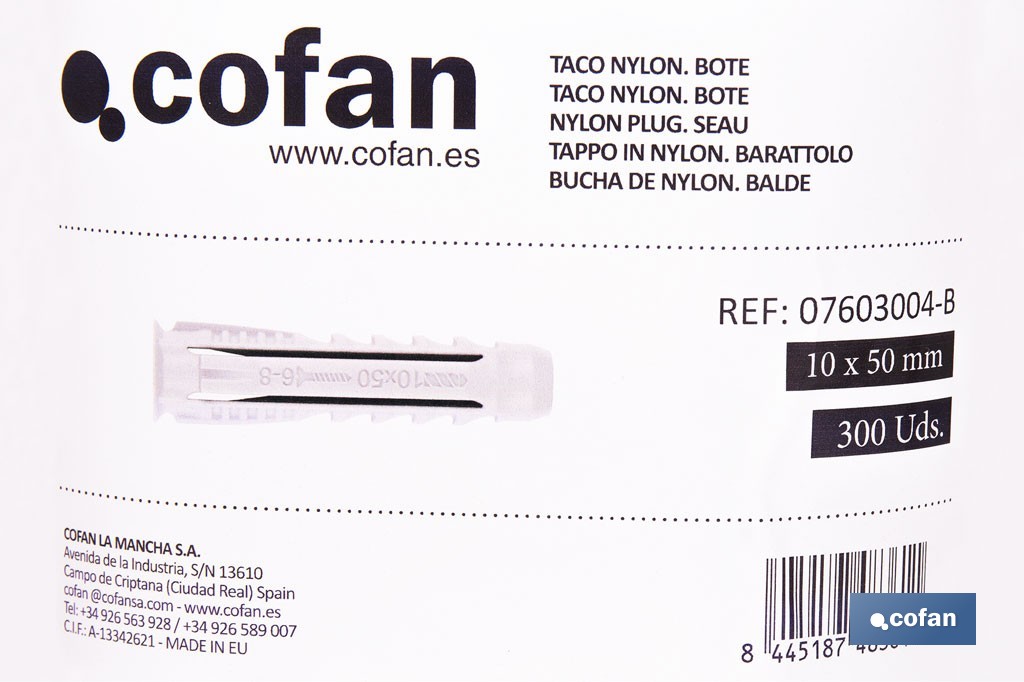 cofan
www.cofan.es
TACO NYLON. BOTE
TACO NYLON. BOTE
NYLON PLUG. SEAU
TAPPO IN NYLON. BARATTOLO
BUCHA DE NYLON. BALDE
REF: 07603004-B
10 x 50 mm
300 Uds.
10x50 6-8
COFAN LA MANCHA S.A.
Avenida de la Industria, S/N 13610
Campo de Criptana (Ciudad Real) Spain
cofan @cofansa.com - www.cofan.es
Tel: +34 926 563 928 / +34 926 589 007
C.I.F.: A-13342621 - MADE IN EU
8 445187
cofan